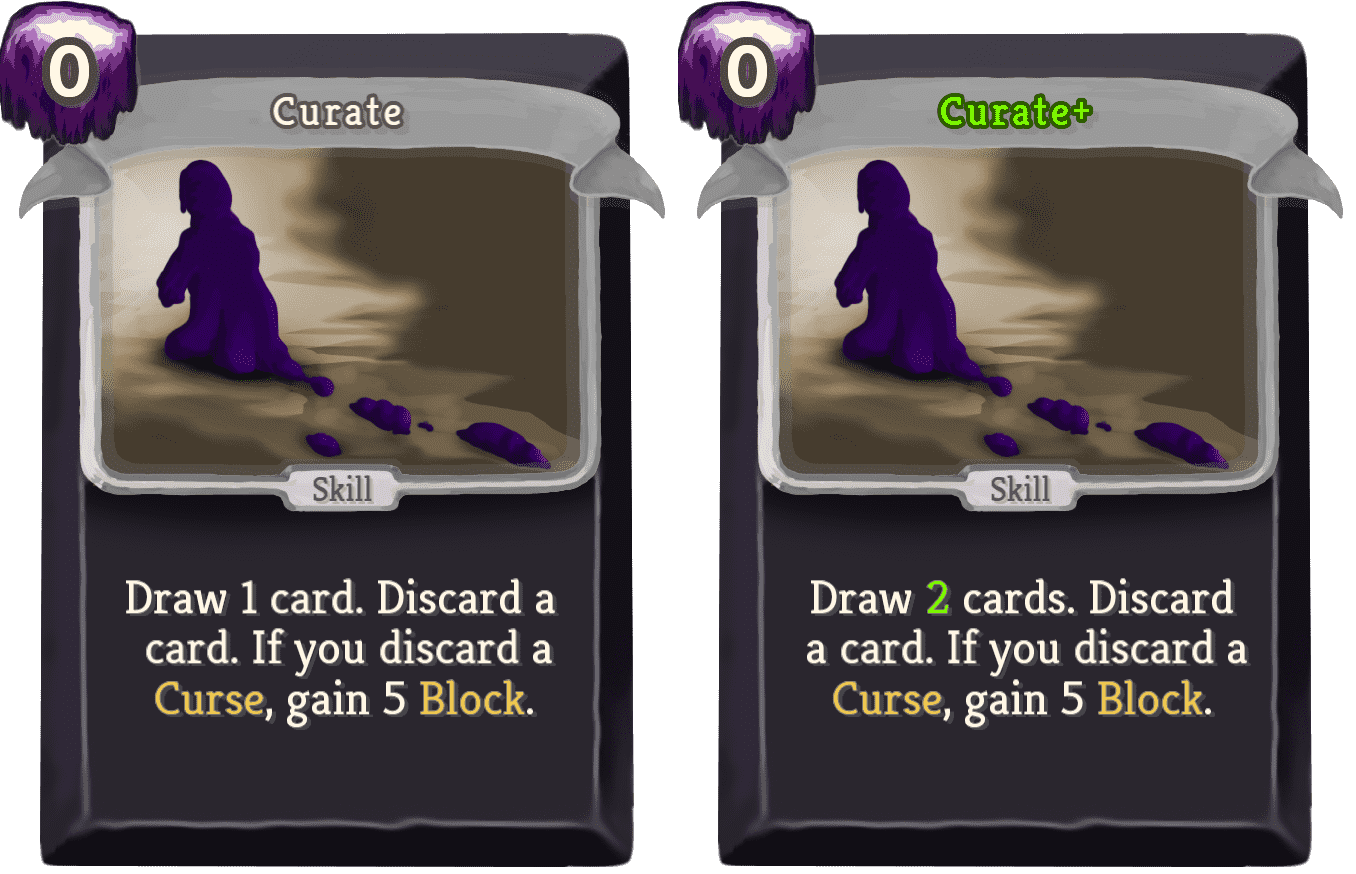 0
Curate
Skill
Draw 1 card. Discard a
card. If you discard a
Curse, gain 5 Block.
0
Curate+
Skill
Draw 2 cards. Discard
a card. If you discard a
Curse, gain 5 Block.